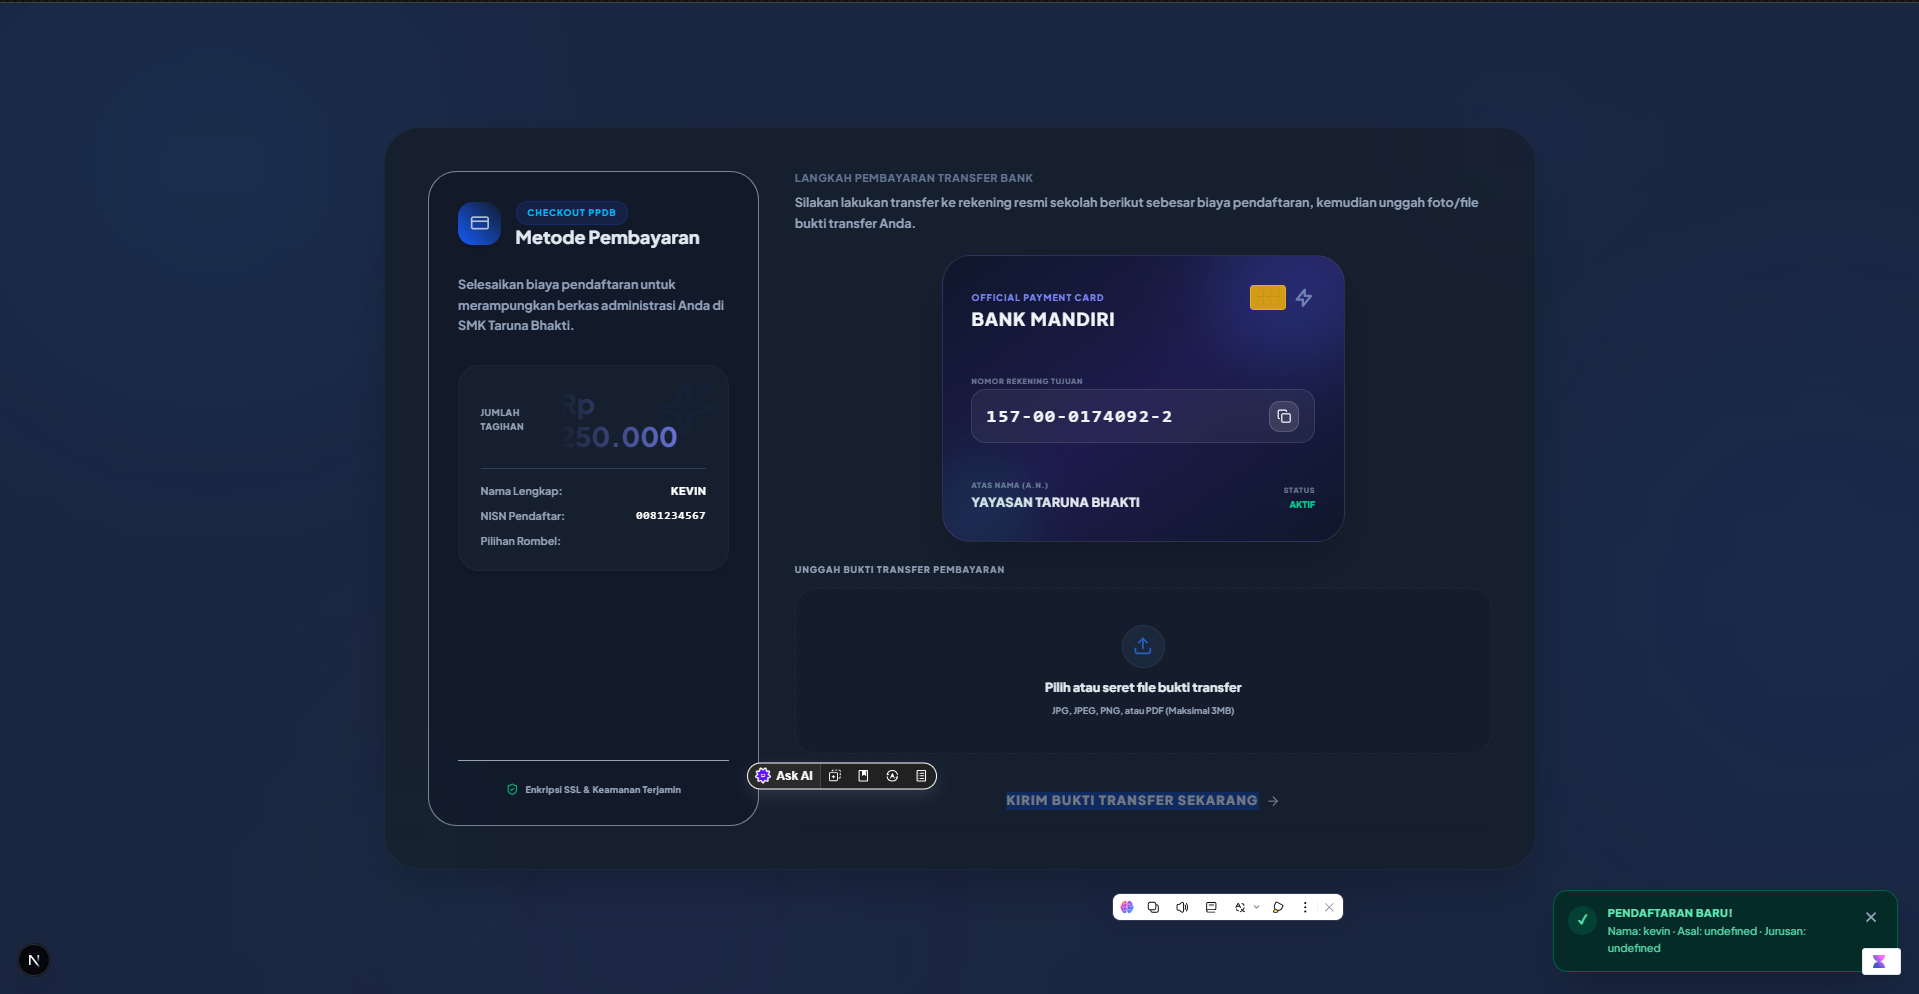 CHECKOUT PPDB
Metode Pembayaran
Selesaikan biaya pendaftaran untuk
merampungkan berkas administrasi Anda di
SMK Taruna Bhakti.
JUMLAH
TAGIHAN
Rp
250.000
Nama Lengkap:
KEVIN
NISN Pendaftar:
0081234567
Pilihan Rombel:
Enkripsi SSL & Keamanan Terjamin
LANGKAH PEMBAYARAN TRANSFER BANK
Silakan lakukan transfer ke rekening resmi sekolah berikut sebesar biaya pendaftaran, kemudian unggah foto/file
bukti transfer Anda.
OFFICIAL PAYMENT CARD
BANK MANDIRI
NOMOR REKENING TUJUAN
157-00-0174092-2
ATAS NAMA (A.N.)
YAYASAN TARUNA BHAKTI
STATUS
AKTIF
UNGGAH BUKTI TRANSFER PEMBAYARAN
Pilih atau seret file bukti transfer
JPG, JPEG, PNG, atau PDF (Maksimal 3MB)
Ask AI
KIRIM BUKTI TRANSFER SEKARANG
PENDAFTARAN BARU!
Nama: kevin · Asal: undefined · Jurusan:
undefined
N